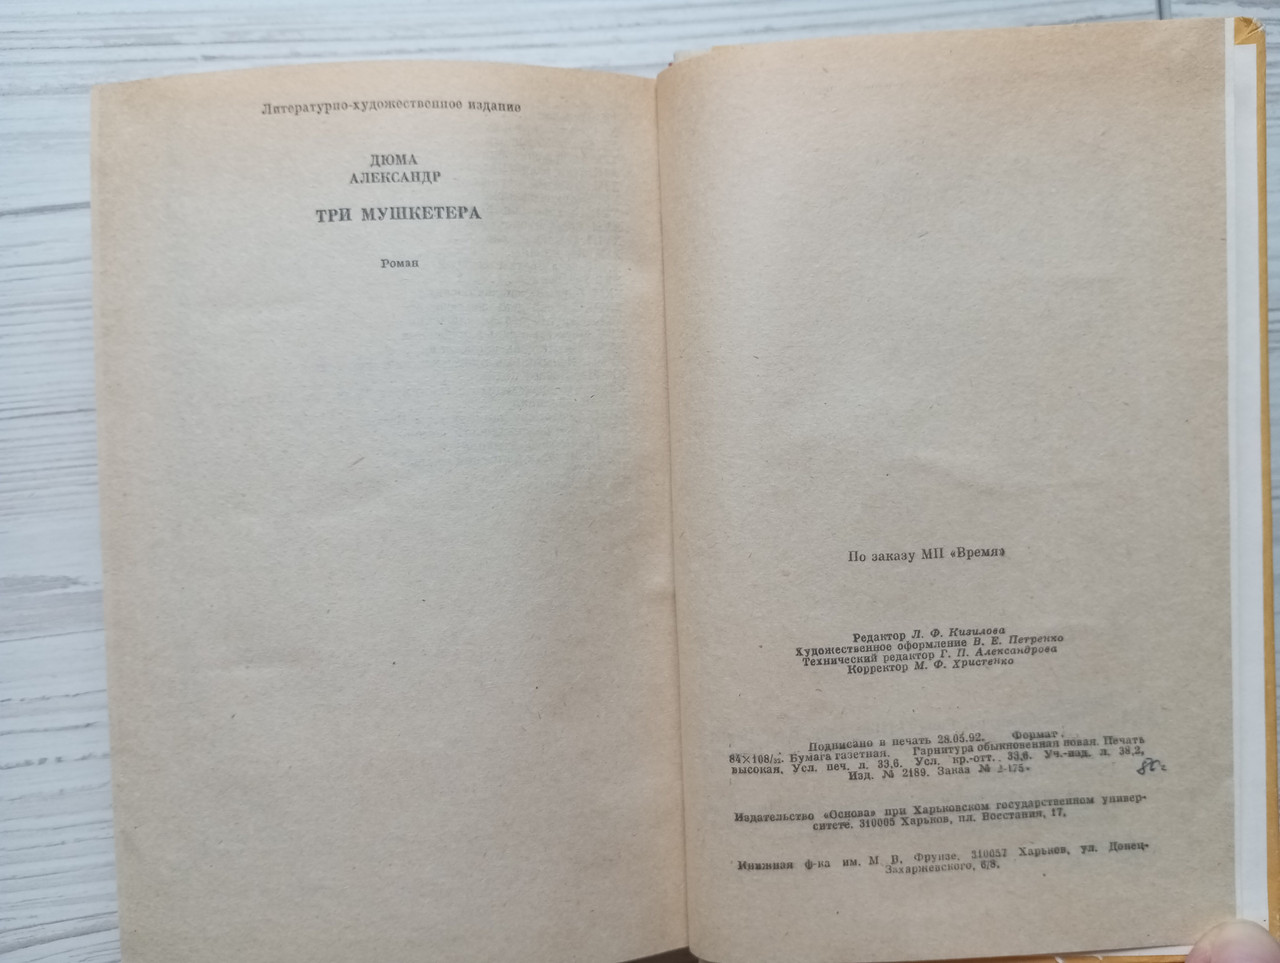 Литературно-художественное издание
ДЮМА
АЛЕКСАНДР
ТРИ МУШКЕТЕРА
Роман
По заказу МП «Время»
Редактор Л. Ф. Кизилова
Художественное оформление В. Е. Петренко
Технический редактор Г. П. Александрова
Корректор М. Ф. Христенко
Подписано в печать 28.05.92. Формат
84×108/32. Бумага газетная. Гарнитура обыкновенная новая. Печать
высокая. Усл. печ. л. 33,6. Усл. кр.-отт. 33,6. Уч.-изд. л. 38,2.
Изд. № 2189. Заказ №
Издательство «Основа» при Харьковском государственном универ-
ситете. 310005 Харьков, пл. Восстания, 17.
Книжная ф-ка им. М. В. Фрунзе. 310057 Харьков, ул. Донец-
Захаржевского, 6/8.